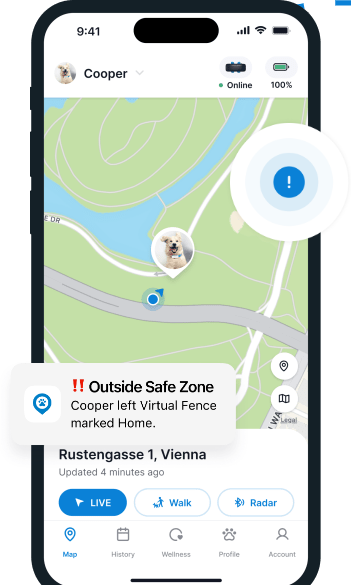 9:41
Cooper
Online
100%
E DR
!
‼ Outside Safe Zone
Cooper left Virtual Fence
marked Home.
Legal
Rustengasse 1, Vienna
Updated 4 minutes ago
LIVE
Walk
Radar
Map
History
Wellness
Profile
Account